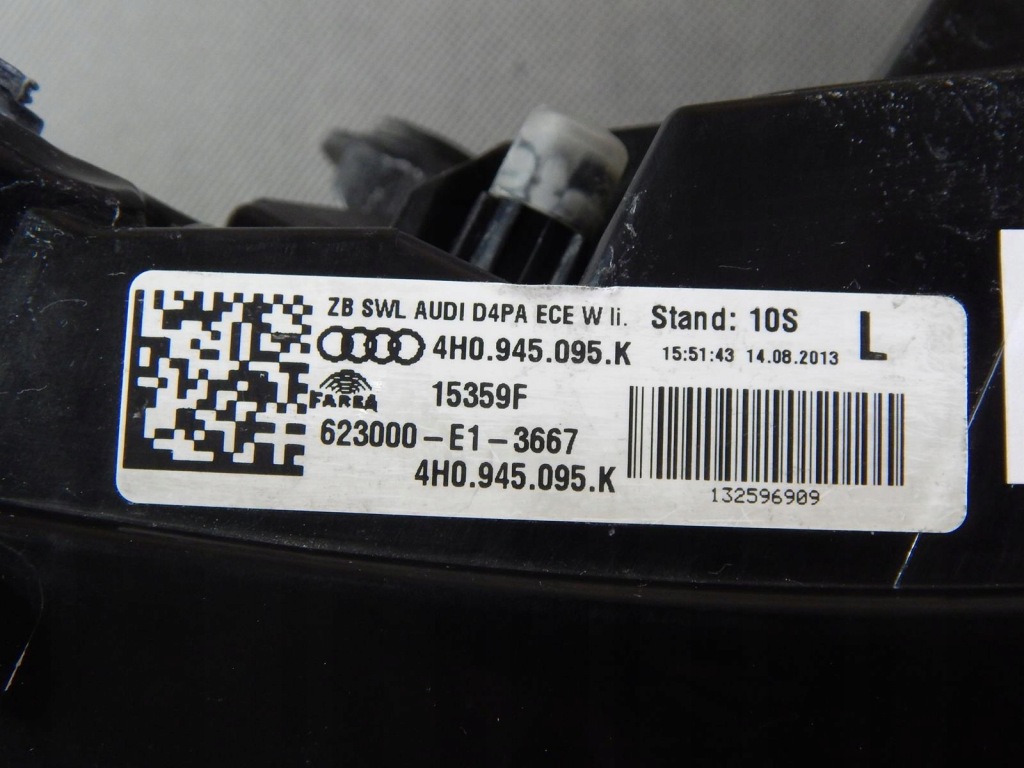 ZB SWL AUDI D4PA ECE W li. Stand: 10S L
4H0.945.095.K 15:51:43 14.08.2013
FARBA 15359F
623000-E1-3667
4H0.945.095.K
132596909